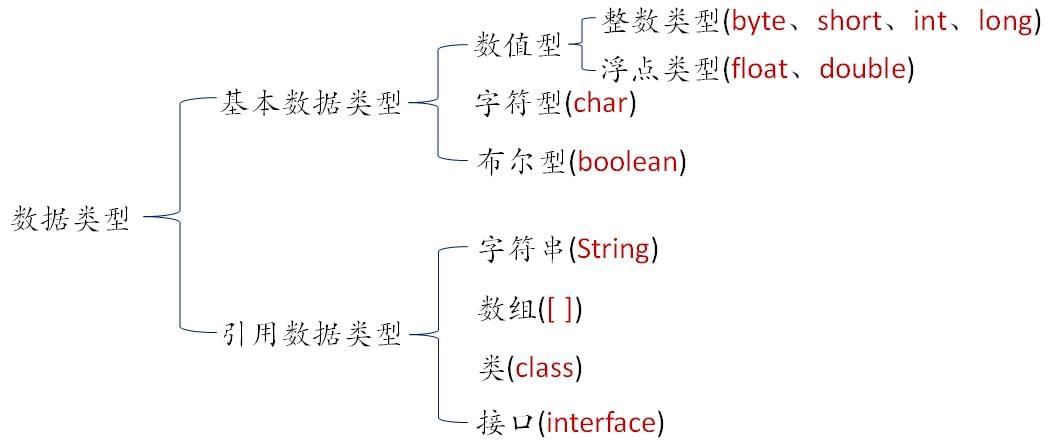 数据类型
基本数据类型
数值型
整数类型(byte、short、int、long)
浮点类型(float、double)
字符型(char)
布尔型(boolean)
引用数据类型
字符串(String)
数组([ ])
类(class)
接口(interface)